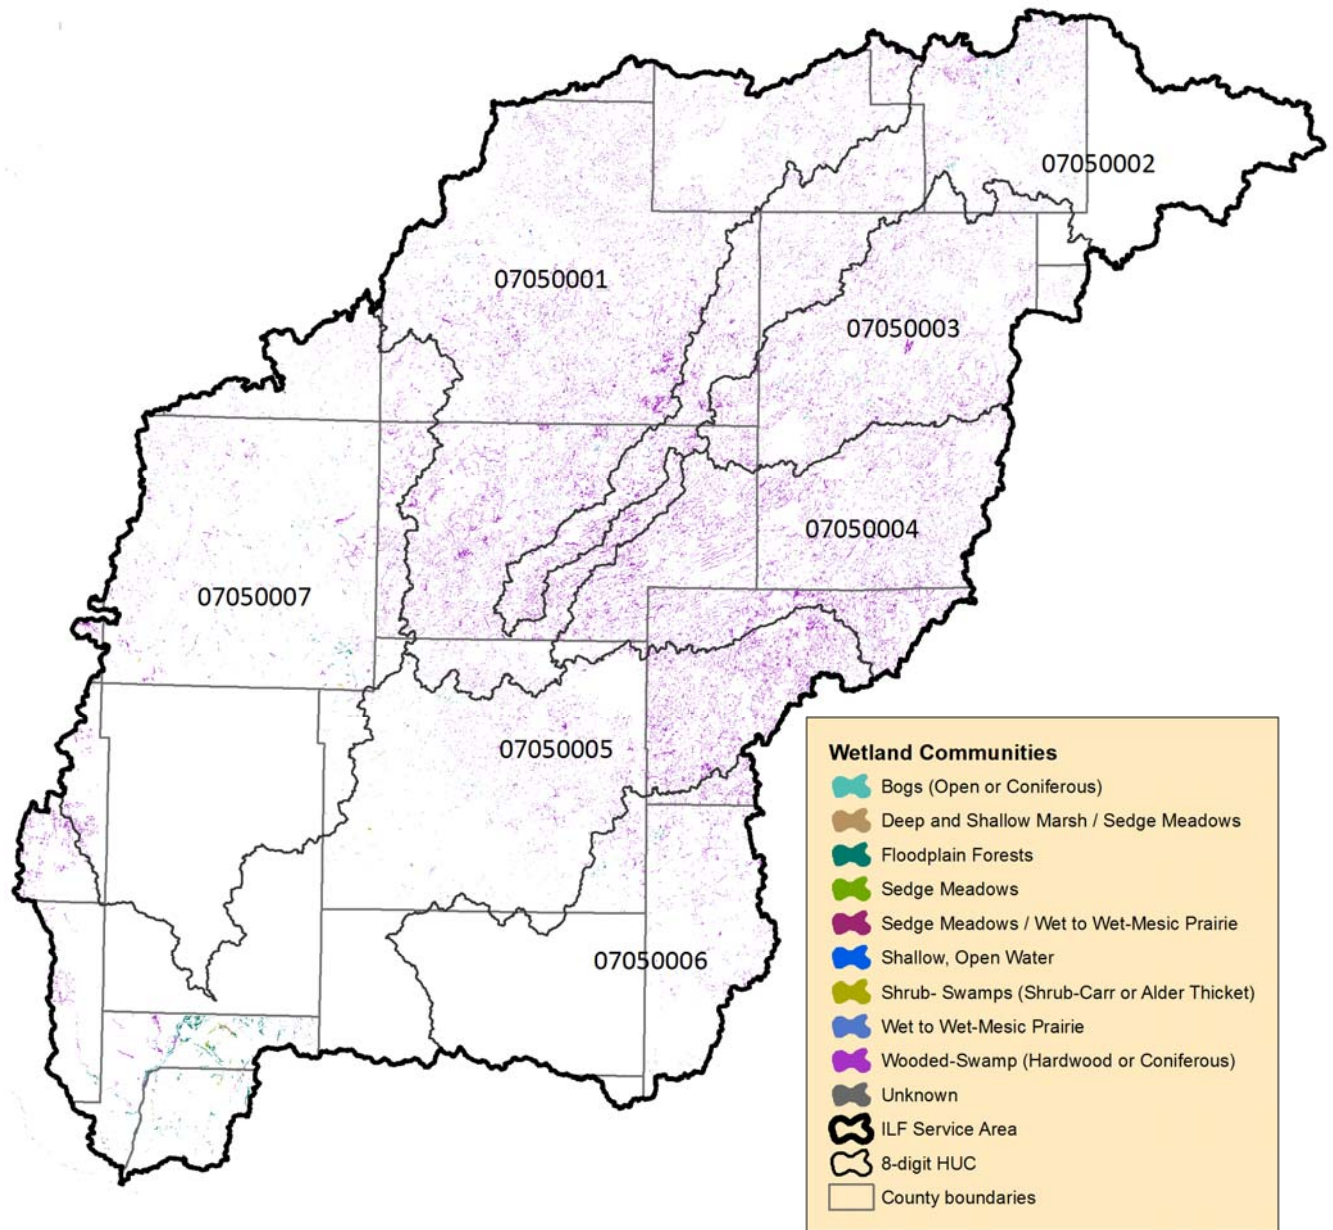 07050002
07050001
07050003
07050004
07050007
07050005
07050006
Wetland Communities
Bogs (Open or Coniferous)
Deep and Shallow Marsh / Sedge Meadows
Floodplain Forests
Sedge Meadows
Sedge Meadows / Wet to Wet-Mesic Prairie
Shallow, Open Water
Shrub- Swamps (Shrub-Carr or Alder Thicket)
Wet to Wet-Mesic Prairie
Wooded-Swamp (Hardwood or Coniferous)
Unknown
ILF Service Area
8-digit HUC
County boundaries